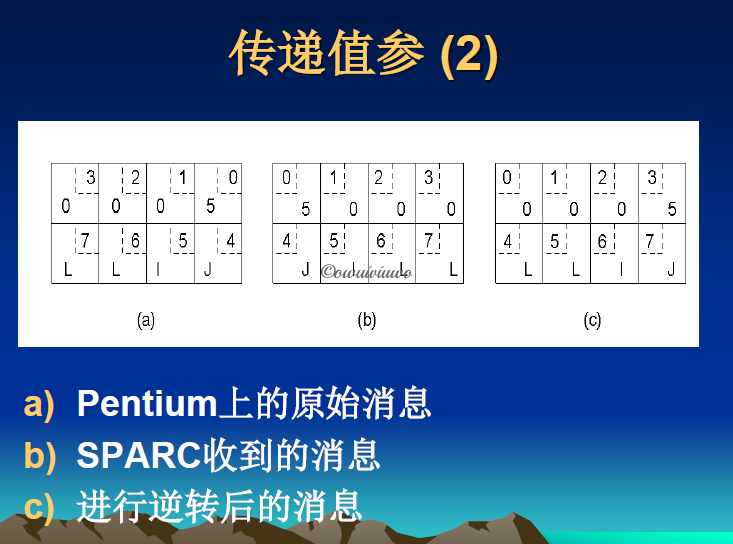 传递值参 (2)
3 2 1 0 0 1 2 3 0 1 2 3
0 0 0 5 5 0 0 0 0 0 0 5
7 6 5 4 4 5 6 7 4 5 6 7
L L I J J I L L L L I J
(a) (b) (c)
a) Pentium上的原始消息
b) SPARC收到的消息
c) 进行逆转后的消息